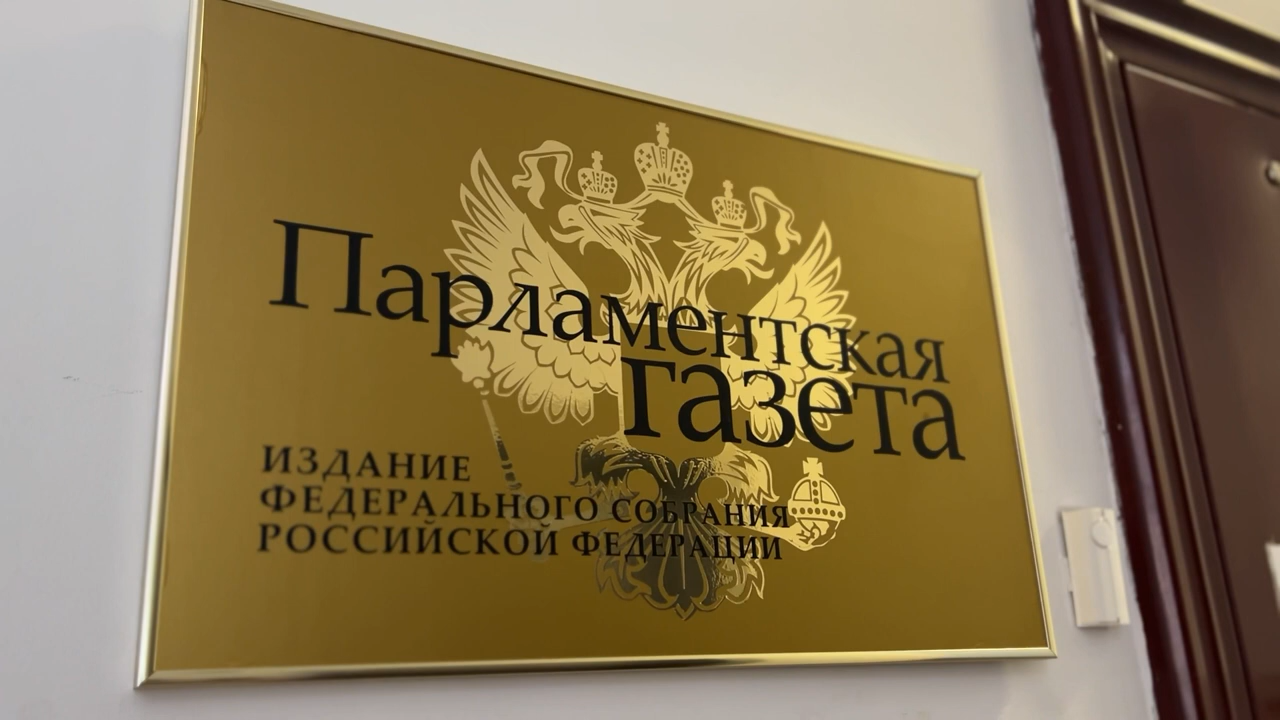 Парламентская
газета
ИЗДАНИЕ
ФЕДЕРАЛЬНОГО СОБРАНИЯ
РОССИЙСКОЙ ФЕДЕРАЦИИ